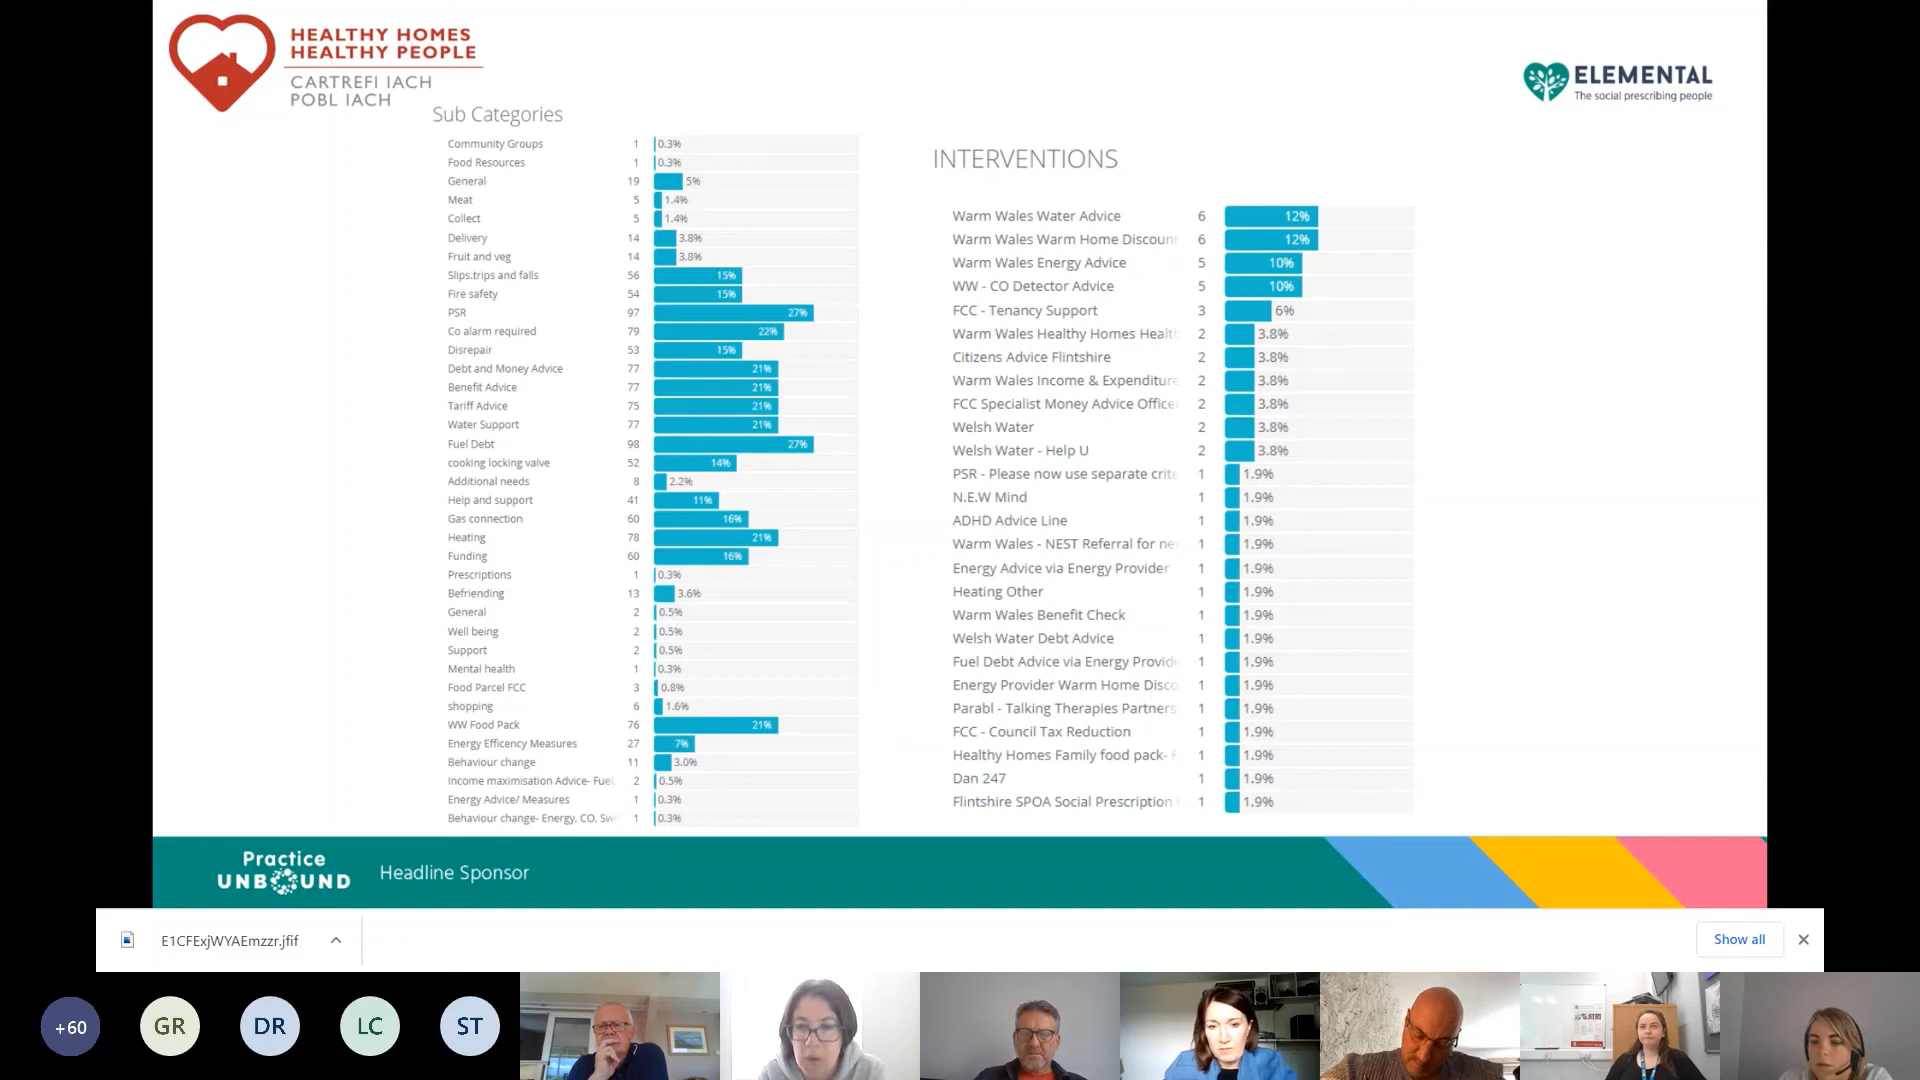 HEALTHY HOMES
HEALTHY PEOPLE
CARTREFI IACH
POBL IACH
ELEMENTAL
The social prescribing people
Sub Categories
Community Groups 1 0.3%
Food Resources 1 0.3%
General 19 5%
Meat 5 1.4%
Collect 5 1.4%
Delivery 14 3.8%
Fruit and veg 14 3.8%
Slips.trips and falls 56 15%
Fire safety 54 15%
PSR 97 27%
Co alarm required 79 22%
Disrepair 53 15%
Debt and Money Advice 77 21%
Benefit Advice 77 21%
Tariff Advice 75 21%
Water Support 77 21%
Fuel Debt 98 27%
cooking locking valve 52 14%
Additional needs 8 2.2%
Help and support 41 11%
Gas connection 60 16%
Heating 78 21%
Funding 60 16%
Prescriptions 1 0.3%
Befriending 13 3.6%
General 2 0.5%
Well being 2 0.5%
Support 2 0.5%
Mental health 1 0.3%
Food Parcel FCC 3 0.8%
shopping 6 1.6%
WW Food Pack 76 21%
Energy Efficency Measures 27 7%
Behaviour change 11 3.0%
Income maximisation Advice- Fue 2 0.5%
Energy Advice/ Measures 1 0.3%
Behaviour change- Energy, CO, Sw 1 0.3%
INTERVENTIONS
Warm Wales Water Advice 6 12%
Warm Wales Warm Home Discount 6 12%
Warm Wales Energy Advice 5 10%
WW - CO Detector Advice 5 10%
FCC - Tenancy Support 3 6%
Warm Wales Healthy Homes Healt 2 3.8%
Citizens Advice Flintshire 2 3.8%
Warm Wales Income & Expenditure 2 3.8%
FCC Specialist Money Advice Officer 2 3.8%
Welsh Water 2 3.8%
Welsh Water - Help U 2 3.8%
PSR - Please now use separate crite 1 1.9%
N.E.W Mind 1 1.9%
ADHD Advice Line 1 1.9%
Warm Wales - NEST Referral for ne 1 1.9%
Energy Advice via Energy Provider 1 1.9%
Heating Other 1 1.9%
Warm Wales Benefit Check 1 1.9%
Welsh Water Debt Advice 1 1.9%
Fuel Debt Advice via Energy Provide 1 1.9%
Energy Provider Warm Home Disco 1 1.9%
Parabl - Talking Therapies Partners 1 1.9%
FCC - Council Tax Reduction 1 1.9%
Healthy Homes Family food pack- 1 1.9%
Dan 247 1 1.9%
Flintshire SPOA Social Prescription 1 1.9%
Practice
UNBOUND
Headline Sponsor
E1CFExjWYAEmzzr.jfif
Show all
+60 GR DR LC ST